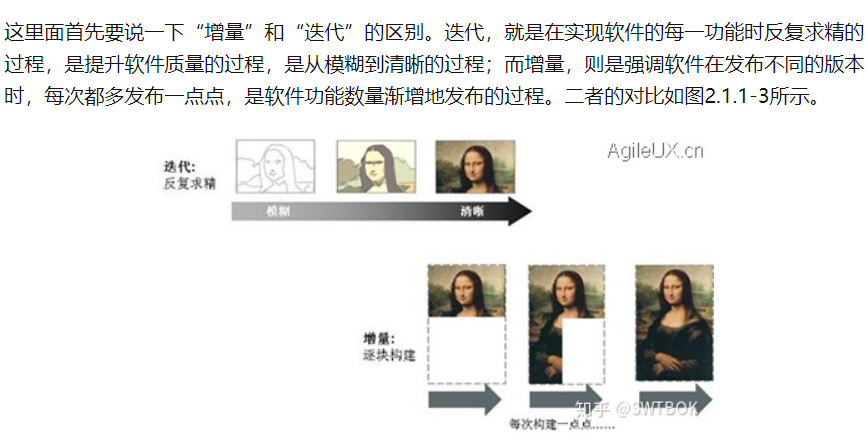 这里面首先要说一下“增量”和“迭代”的区别。迭代，就是在实现软件的每一功能时反复求精的
过程，是提升软件质量的过程，是从模糊到清晰的过程；而增量，则是强调软件在发布不同的版本
时，每次都多发布一点点，是软件功能数量渐增地发布的过程。二者的对比如图2.1.1-3所示。
AgileUX.cn
迭代：
反复求精
模糊 清晰
增量：
逐块构建
知乎 @SWTBOK
每次构建一点点……